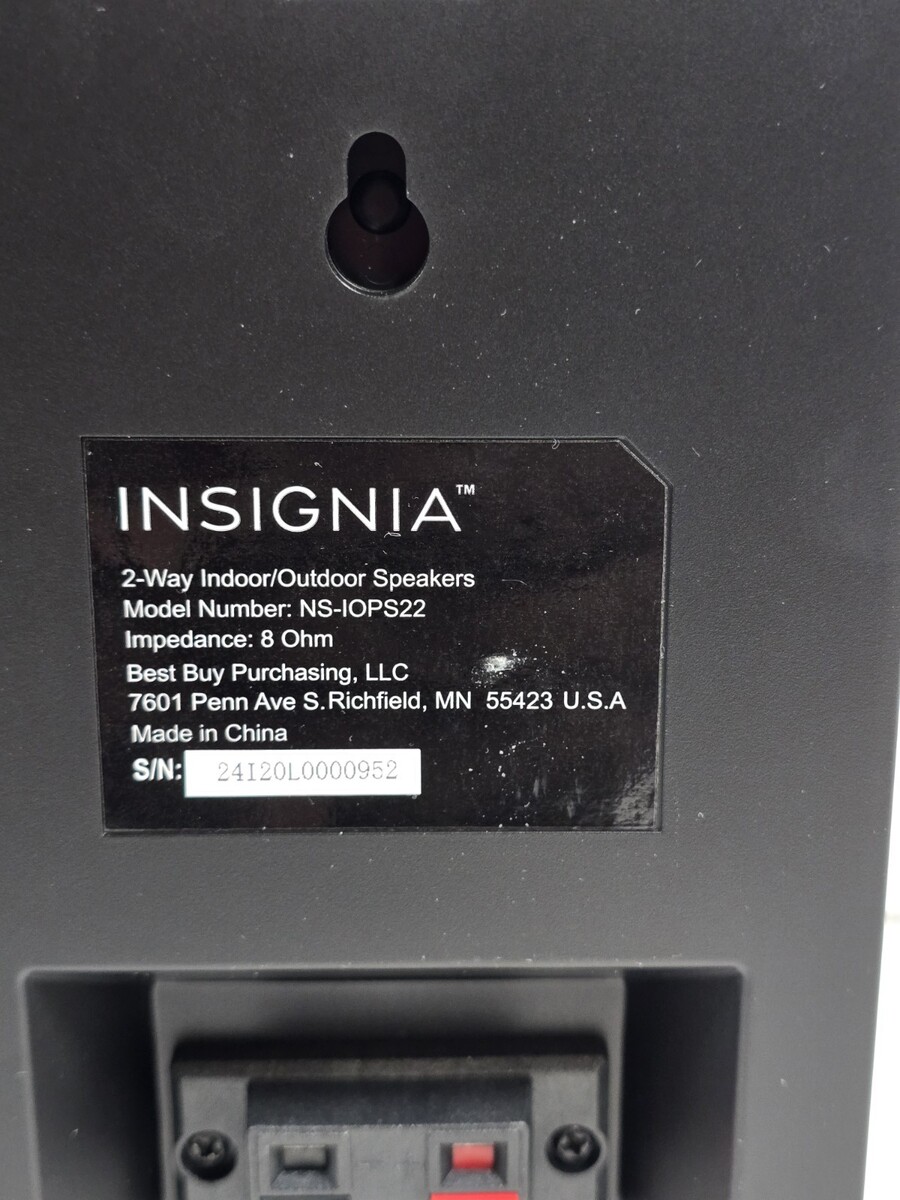 INSIGNIA™
2-Way Indoor/Outdoor Speakers
Model Number: NS-IOPS22
Impedance: 8 Ohm
Best Buy Purchasing, LLC
7601 Penn Ave S.Richfield, MN 55423 U.S.A
Made in China
S/N: 24I20L0000952